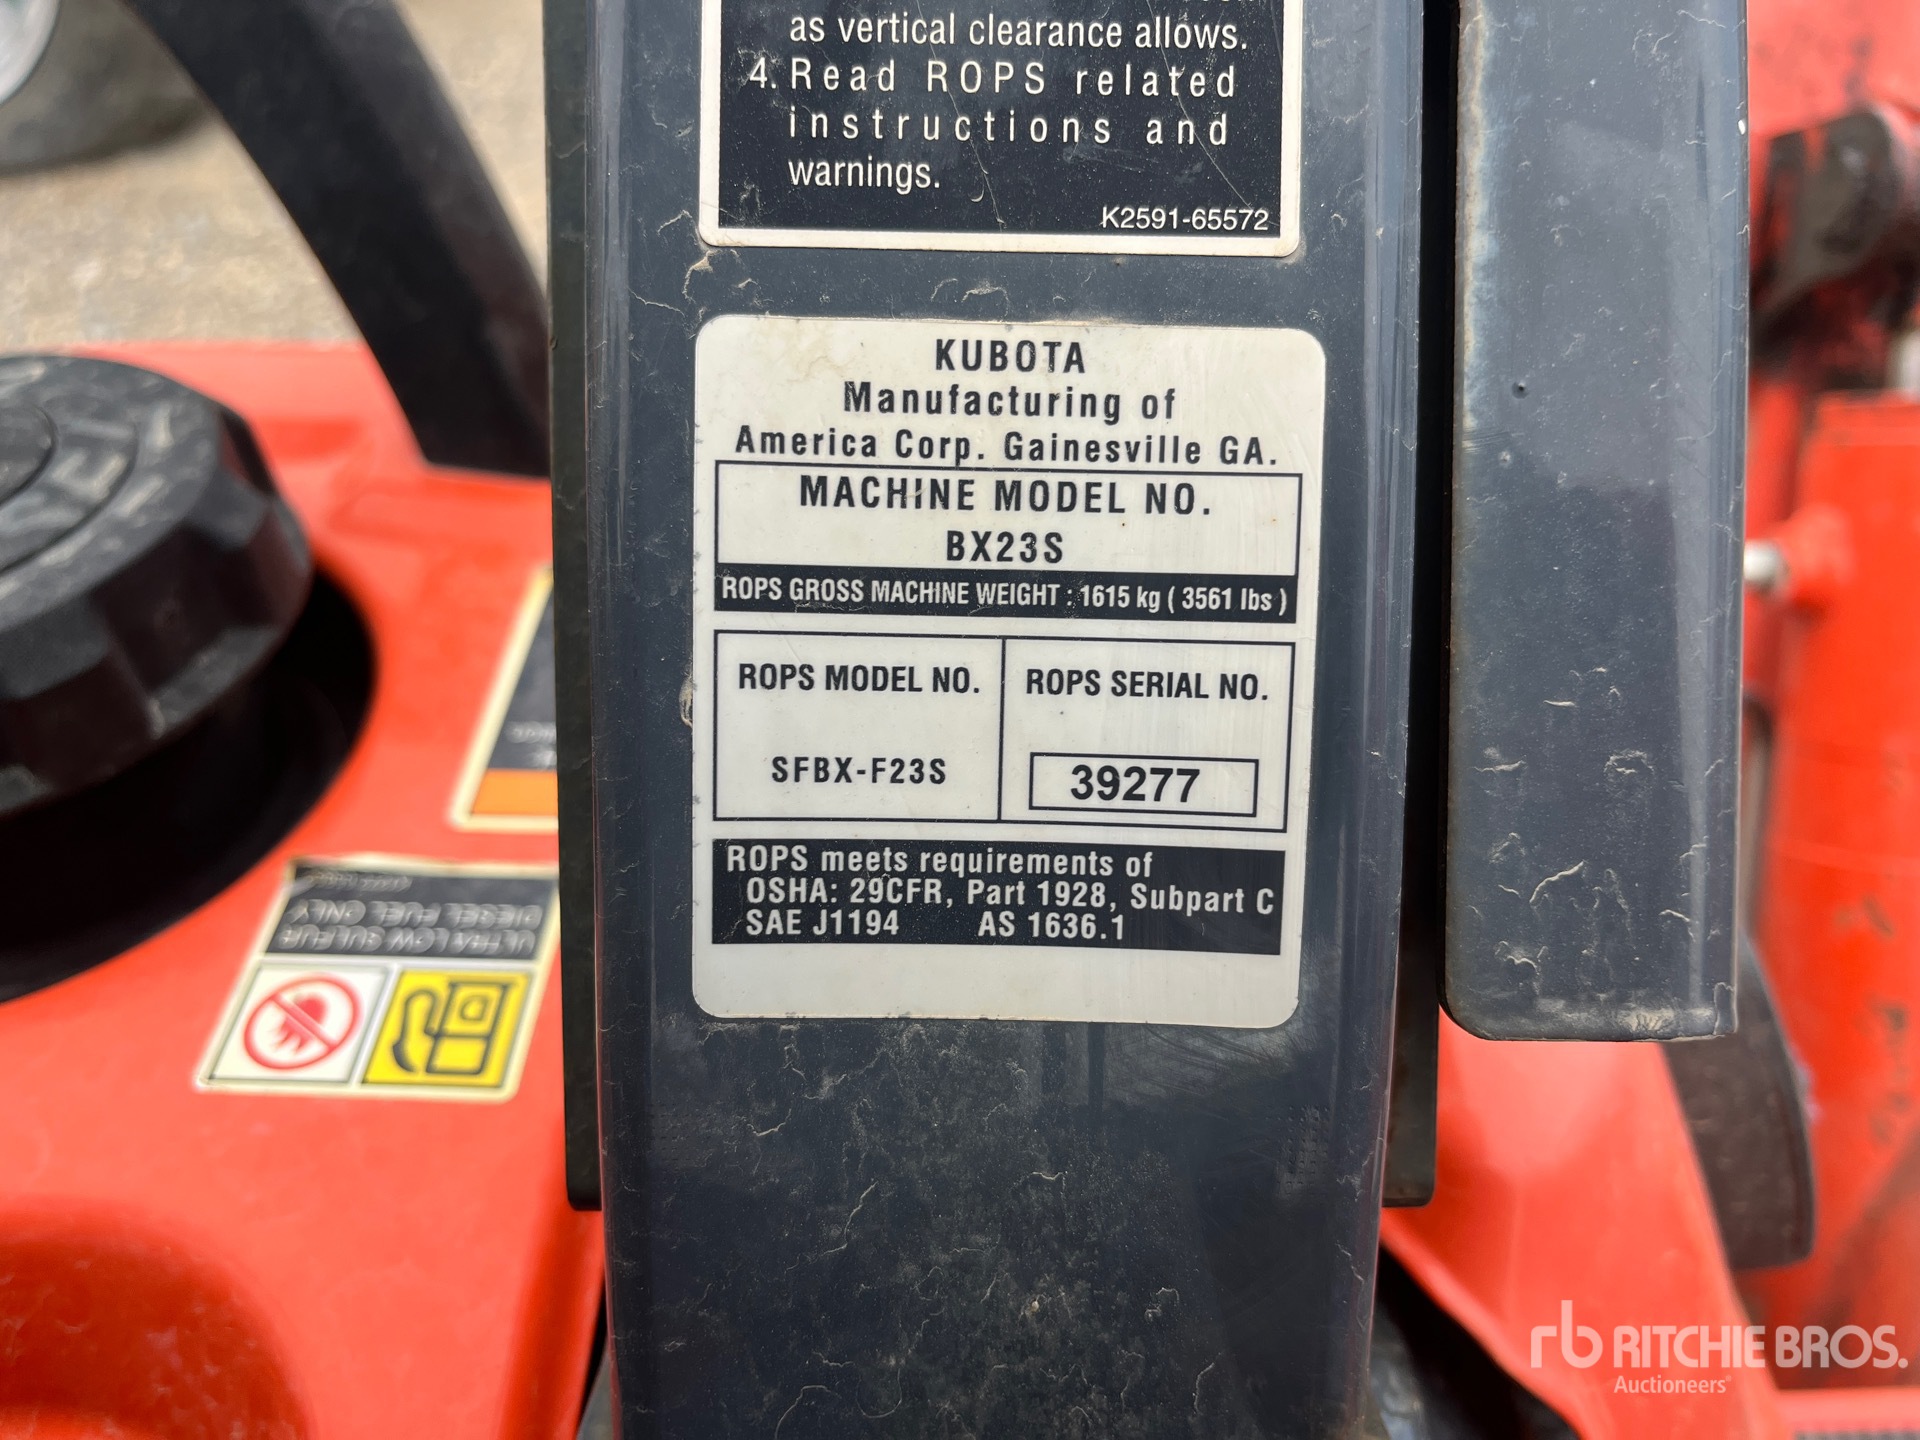 as vertical clearance allows.
4. Read ROPS related
instructions and
warnings.
K2591-65572
KUBOTA
Manufacturing of
America Corp. Gainesville GA.
MACHINE MODEL NO.
BX23S
ROPS GROSS MACHINE WEIGHT : 1615 kg ( 3561 lbs )
ROPS MODEL NO.
SFBX-F23S
ROPS SERIAL NO.
39277
ROPS meets requirements of
OSHA: 29CFR, Part 1928, Subpart C
SAE J1194 AS 1636.1
ULTRA LOW SULFUR
DIESEL FUEL ONLY
rb RITCHIE BROS.
Auctioneers